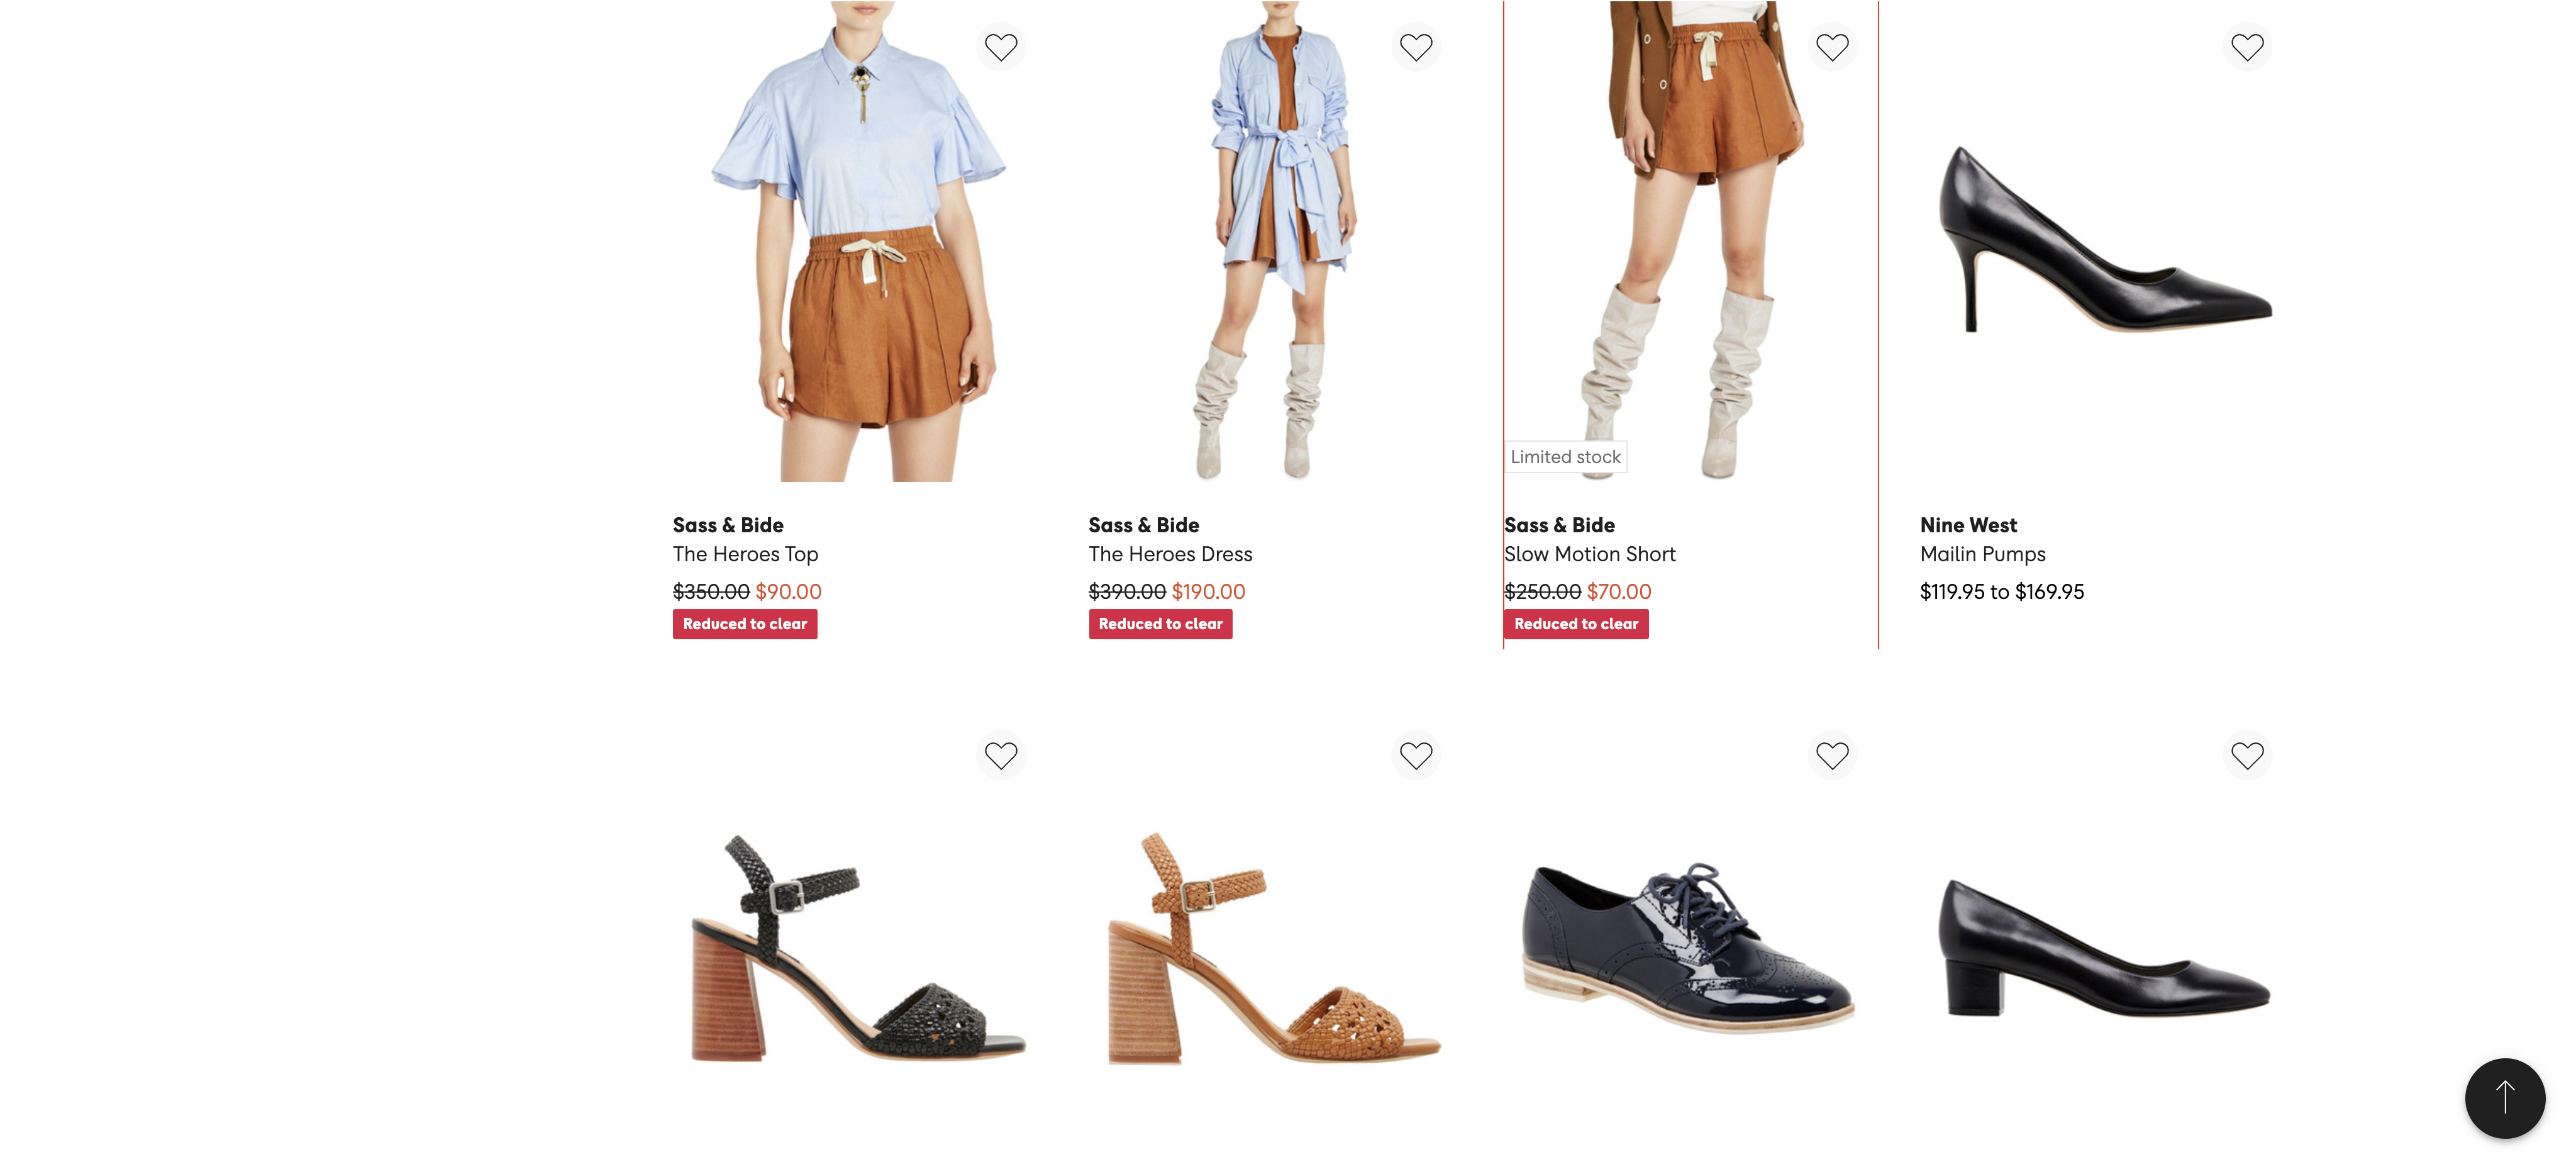 Limited stock
Sass & Bide
The Heroes Top
$350.00 $90.00
Reduced to clear
Sass & Bide
The Heroes Dress
$390.00 $190.00
Reduced to clear
Sass & Bide
Slow Motion Short
$250.00 $70.00
Reduced to clear
Nine West
Mailin Pumps
$119.95 to $169.95